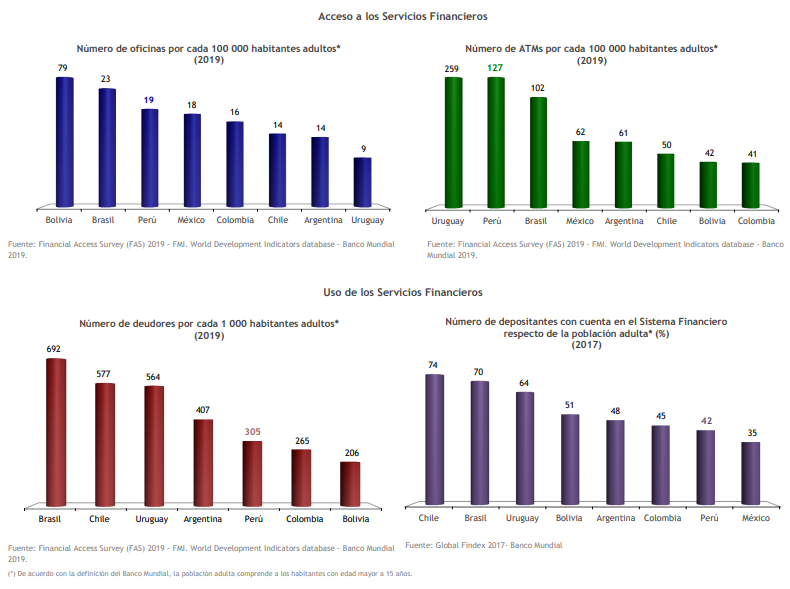 Acceso a los Servicios Financieros
Número de oficinas por cada 100 000 habitantes adultos*
(2019)
79
23
19
18
16
14
14
9
Bolivia Brasil Perú México Colombia Chile Argentina Uruguay
Fuente: Financial Access Survey (FAS) 2019 - FMI. World Development Indicators database - Banco Mundial
2019.
Número de ATMs por cada 100 000 habitantes adultos*
(2019)
259
127
102
62
61
50
42
41
Uruguay Perú Brasil México Argentina Chile Bolivia Colombia
Fuente: Financial Access Survey (FAS) 2019 - FMI. World Development Indicators database - Banco
Mundial 2019.
Uso de los Servicios Financieros
Número de deudores por cada 1 000 habitantes adultos*
(2019)
692
577
564
407
305
265
206
Brasil Chile Uruguay Argentina Perú Colombia Bolivia
Fuente: Financial Access Survey (FAS) 2019 - FMI. World Development Indicators database - Banco Mundial
2019.
Número de depositantes con cuenta en el Sistema Financiero
respecto de la población adulta* (%)
(2017)
74
70
64
51
48
45
42
35
Chile Brasil Uruguay Bolivia Argentina Colombia Perú México
Fuente: Global Findex 2017- Banco Mundial
(*) De acuerdo con la definición del Banco Mundial, la población adulta comprende a los habitantes con edad mayor a 15 años.